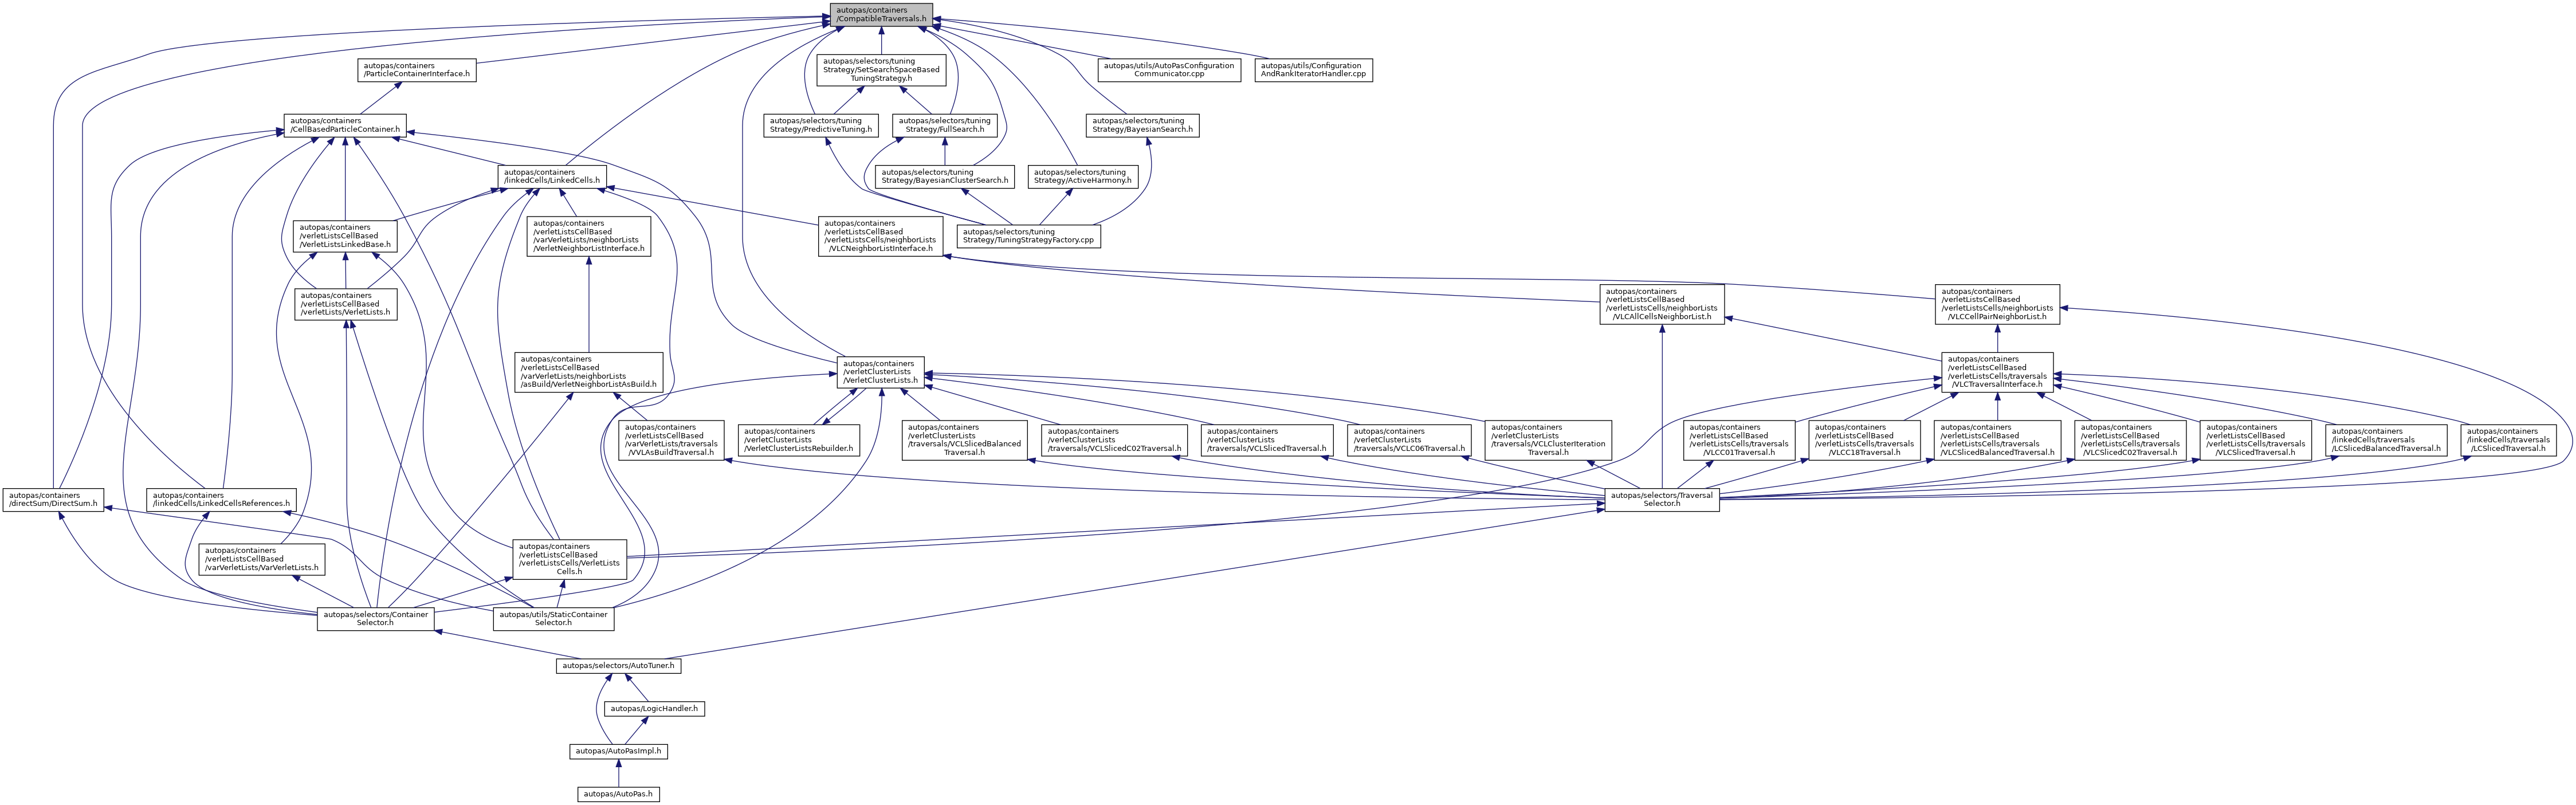 autopas/containers
/CompatibleTraversals.h
autopas/containers
/ParticleContainerInterface.h
autopas/selectors/tuning
Strategy/SetSearchSpaceBased
TuningStrategy.h
autopas/utils/AutoPasConfiguration
Communicator.cpp
autopas/utils/Configuration
AndRankIteratorHandler.cpp
autopas/containers
/CellBasedParticleContainer.h
autopas/selectors/tuning
Strategy/PredictiveTuning.h
autopas/selectors/tuning
Strategy/FullSearch.h
autopas/selectors/tuning
Strategy/BayesianSearch.h
autopas/containers
/linkedCells/LinkedCells.h
autopas/selectors/tuning
Strategy/BayesianClusterSearch.h
autopas/selectors/tuning
Strategy/ActiveHarmony.h
autopas/containers
/verletListsCellBased
/VerletListsLinkedBase.h
autopas/containers
/verletListsCellBased
/varVerletLists/neighborLists
/VerletNeighborListInterface.h
autopas/containers
/verletListsCellBased
/verletListsCells/neighborLists
/VLCNeighborListInterface.h
autopas/selectors/tuning
Strategy/TuningStrategyFactory.cpp
autopas/containers
/verletListsCellBased
/verletLists/VerletLists.h
autopas/containers
/verletListsCellBased
/verletListsCells/neighborLists
/VLCAllCellsNeighborList.h
autopas/containers
/verletListsCellBased
/verletListsCells/neighborLists
/VLCCellPairNeighborList.h
autopas/containers
/verletListsCellBased
/varVerletLists/neighborLists
/asBuild/VerletNeighborListAsBuild.h
autopas/containers
/verletClusterLists
/VerletClusterLists.h
autopas/containers
/verletListsCellBased
/verletListsCells/traversals
/VLCTraversalInterface.h
autopas/containers
/verletListsCellBased
/varVerletLists/traversals
/VVLAsBuildTraversal.h
autopas/containers
/verletClusterLists
/VerletClusterListsRebuilder.h
autopas/containers
/verletClusterLists
/traversals/VCLSlicedBalanced
Traversal.h
autopas/containers
/verletClusterLists
/traversals/VCLSlicedC02Traversal.h
autopas/containers
/verletClusterLists
/traversals/VCLSlicedTraversal.h
autopas/containers
/verletClusterLists
/traversals/VCLC06Traversal.h
autopas/containers
/verletClusterLists
/traversals/VCLClusterIteration
Traversal.h
autopas/containers
/verletListsCellBased
/verletListsCells/traversals
/VLCC01Traversal.h
autopas/containers
/verletListsCellBased
/verletListsCells/traversals
/VLCC18Traversal.h
autopas/containers
/verletListsCellBased
/verletListsCells/traversals
/VLCSlicedBalancedTraversal.h
autopas/containers
/verletListsCellBased
/verletListsCells/traversals
/VLCSlicedC02Traversal.h
autopas/containers
/verletListsCellBased
/verletListsCells/traversals
/VLCSlicedTraversal.h
autopas/containers
/linkedCells/traversals
/LCSlicedBalancedTraversal.h
autopas/containers
/linkedCells/traversals
/LCSlicedTraversal.h
autopas/containers
/directSum/DirectSum.h
autopas/containers
/linkedCells/LinkedCellsReferences.h
autopas/selectors/Traversal
Selector.h
autopas/containers
/verletListsCellBased
/varVerletLists/VarVerletLists.h
autopas/containers
/verletListsCellBased
/verletListsCells/VerletLists
Cells.h
autopas/selectors/Container
Selector.h
autopas/utils/StaticContainer
Selector.h
autopas/selectors/AutoTuner.h
autopas/LogicHandler.h
autopas/AutoPasImpl.h
autopas/AutoPas.h